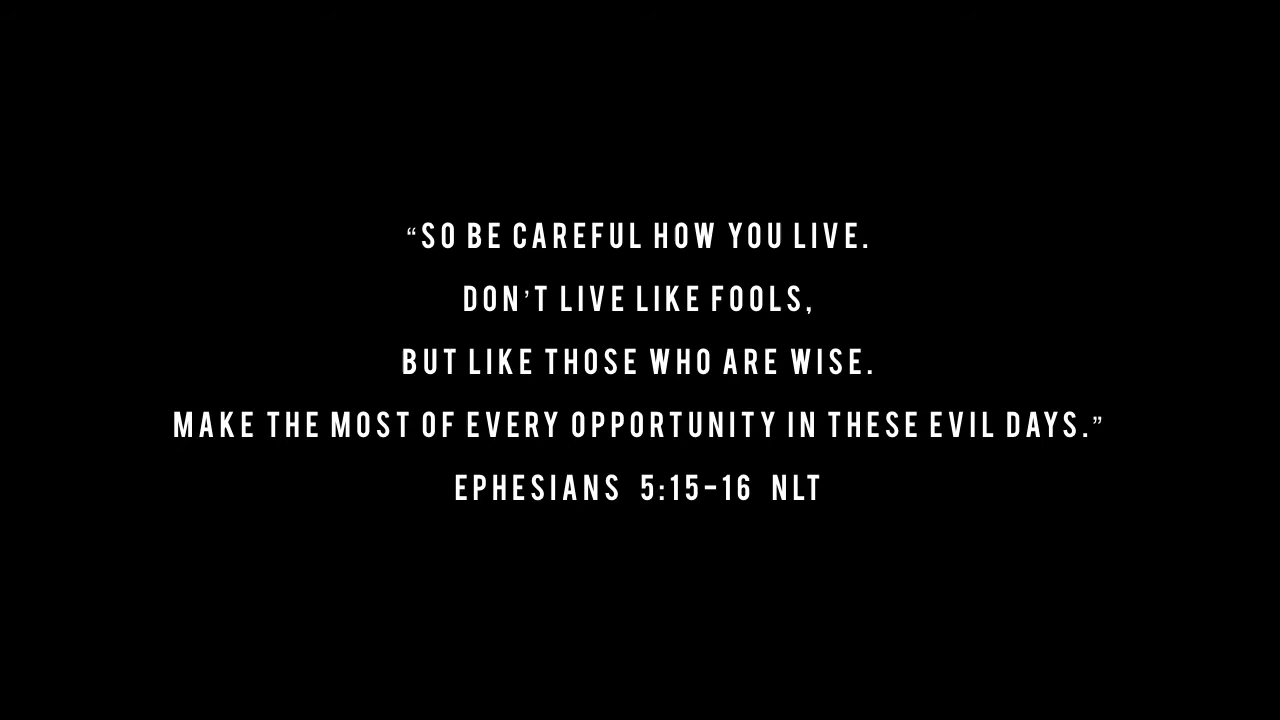 “SO BE CAREFUL HOW YOU LIVE.
DON’T LIVE LIKE FOOLS,
BUT LIKE THOSE WHO ARE WISE.
MAKE THE MOST OF EVERY OPPORTUNITY IN THESE EVIL DAYS.”
EPHESIANS 5:15-16 NLT